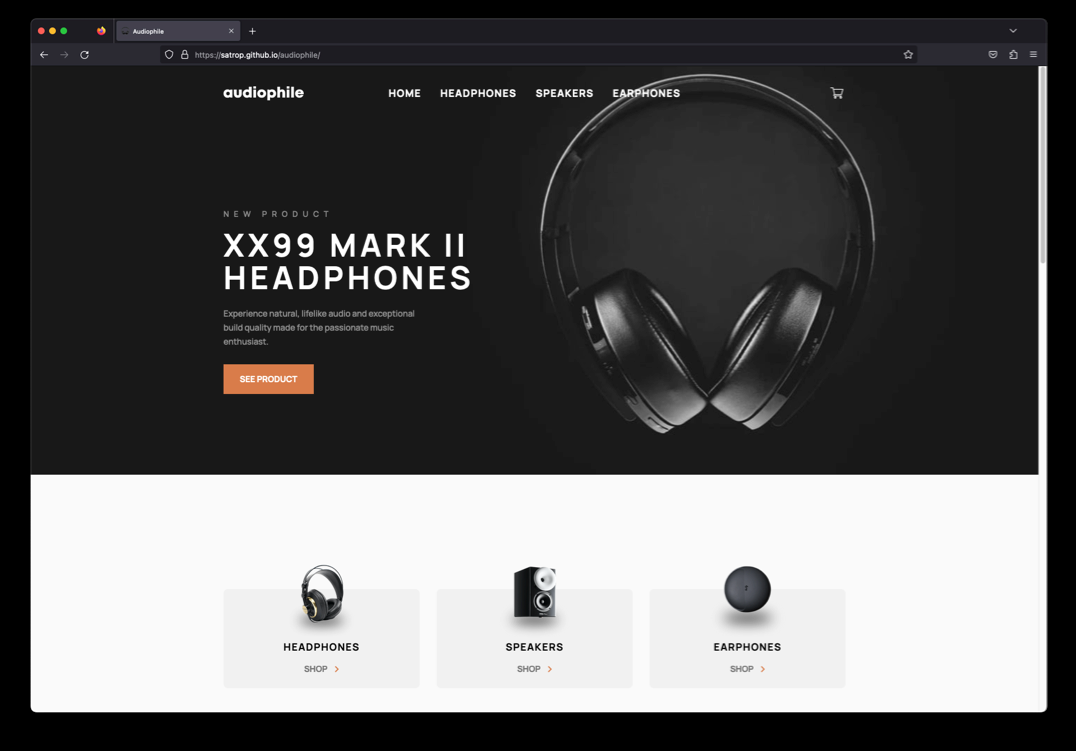 Audiophile
https://satrop.github.io/audiophile/
audiophile
HOME HEADPHONES SPEAKERS EARPHONES
NEW PRODUCT
XX99 MARK II
HEADPHONES
Experience natural, lifelike audio and exceptional
build quality made for the passionate music
enthusiast.
SEE PRODUCT
HEADPHONES
SHOP
SPEAKERS
SHOP
EARPHONES
SHOP